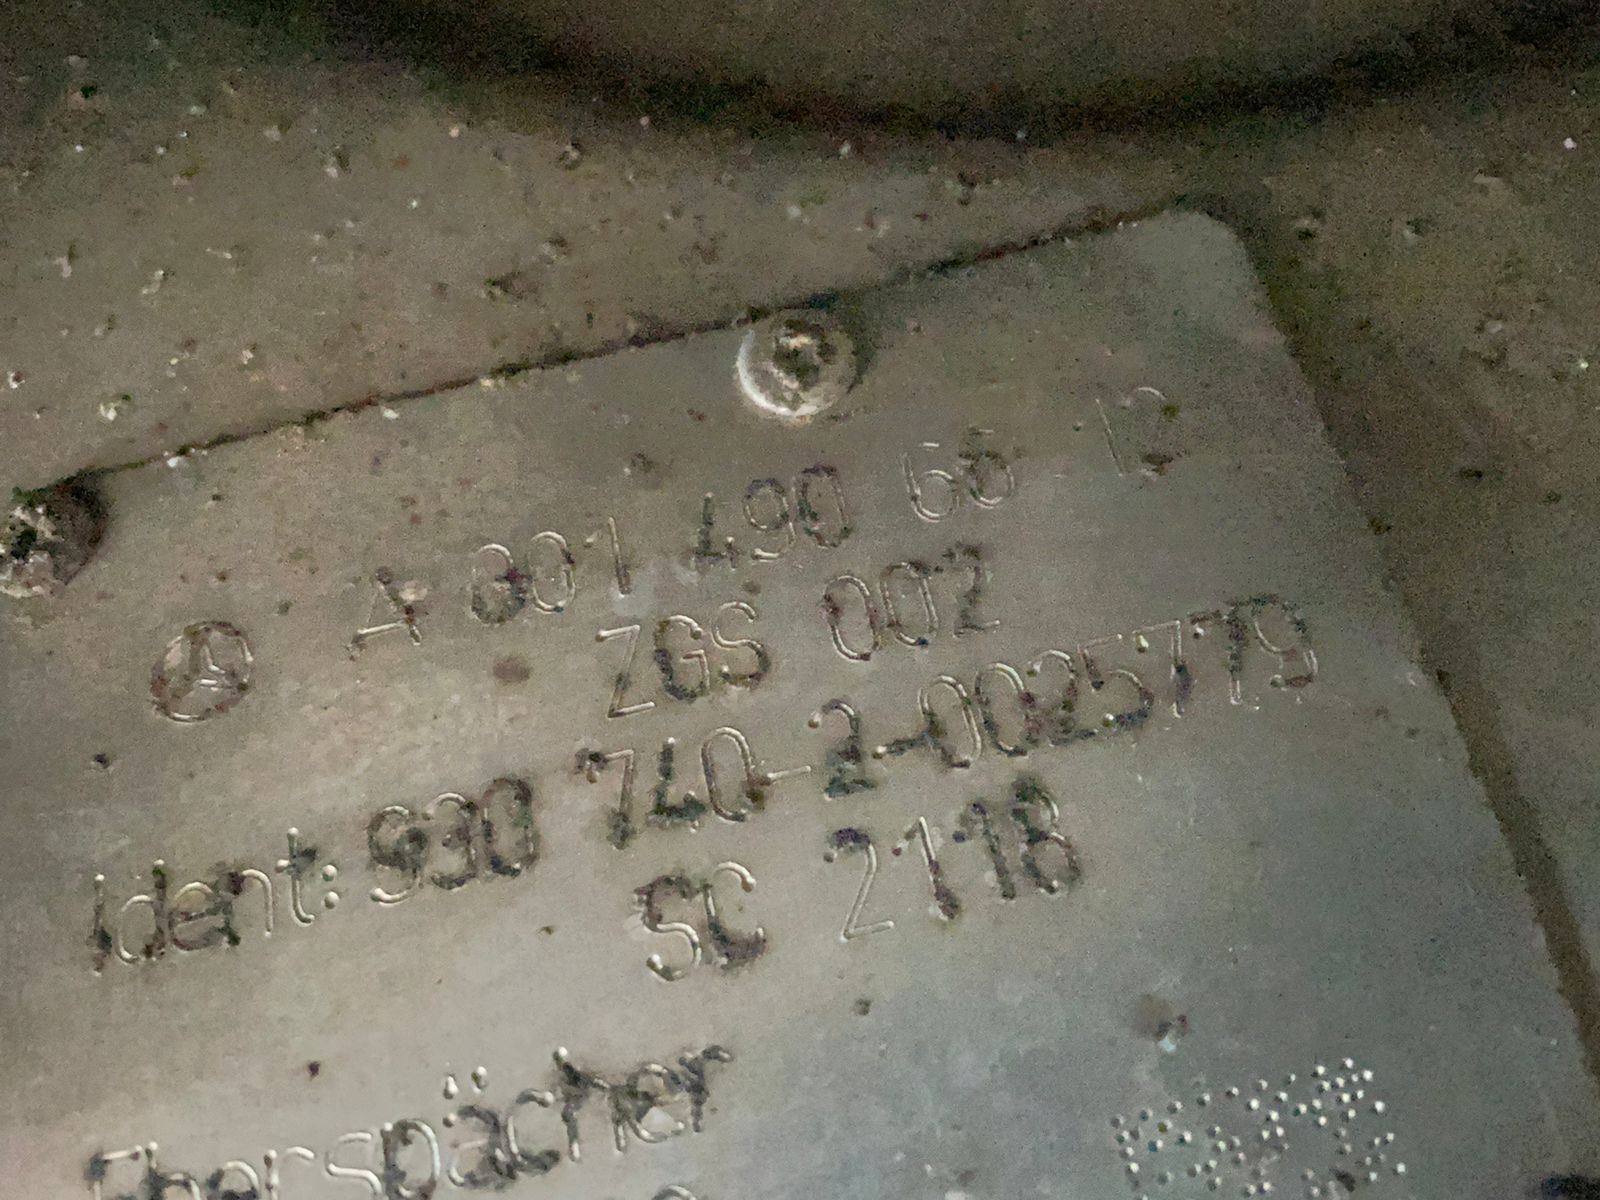 A 001 490 66 12
ZGS 002
ident: 930 740-2-0025779
SC 2118
Eberspächer